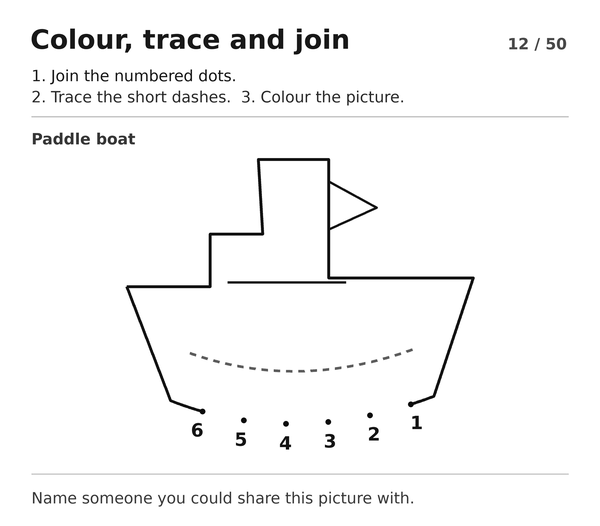 Colour, trace and join
12 / 50
1. Join the numbered dots.
2. Trace the short dashes.  3. Colour the picture.
Paddle boat
6 5 4 3 2 1
Name someone you could share this picture with.